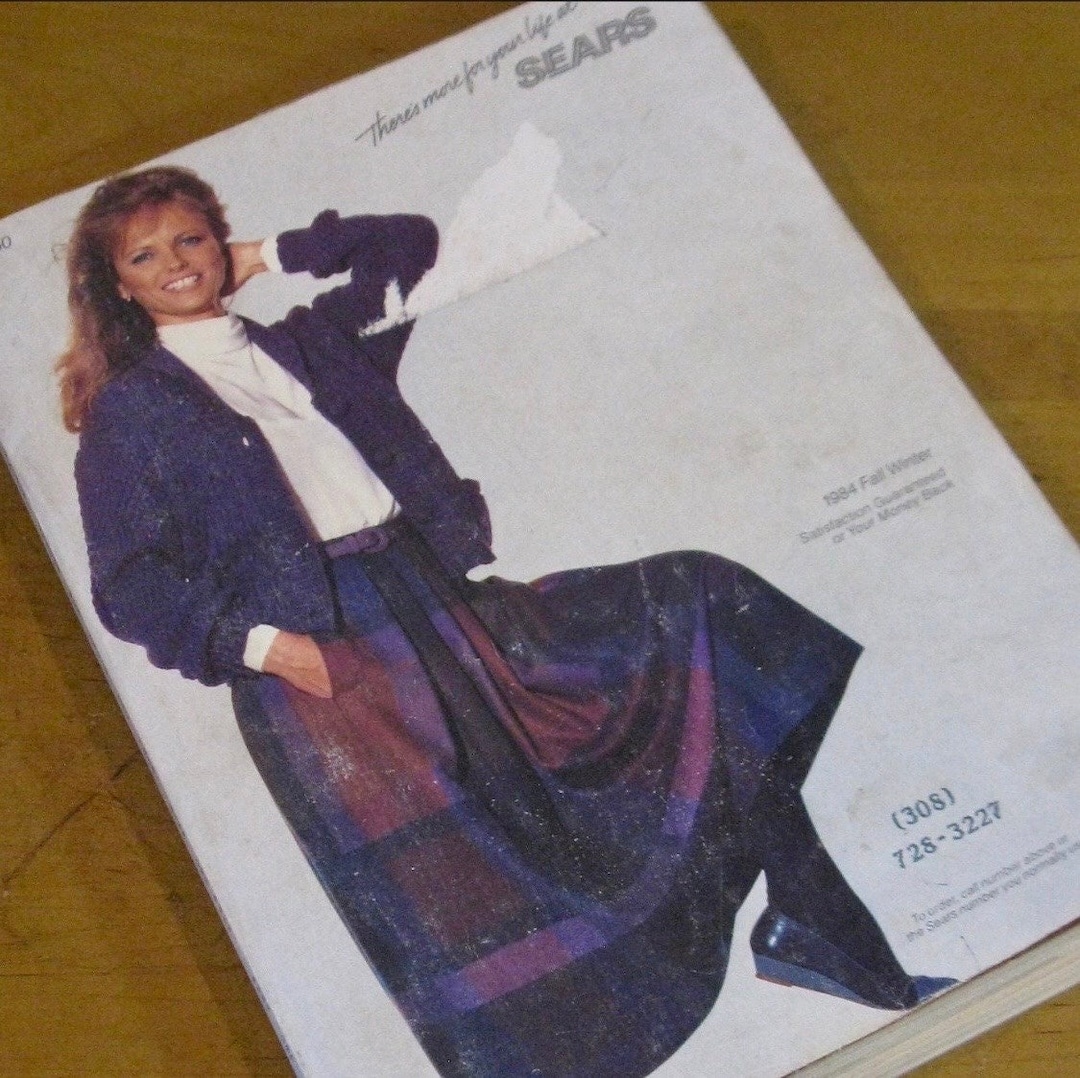 There's more for your life at
SEARS
1984 Fall Winter
Satisfaction Guaranteed
or Your Money Back
(308)
728-3227
To order, call number above or
the Sears number you normally